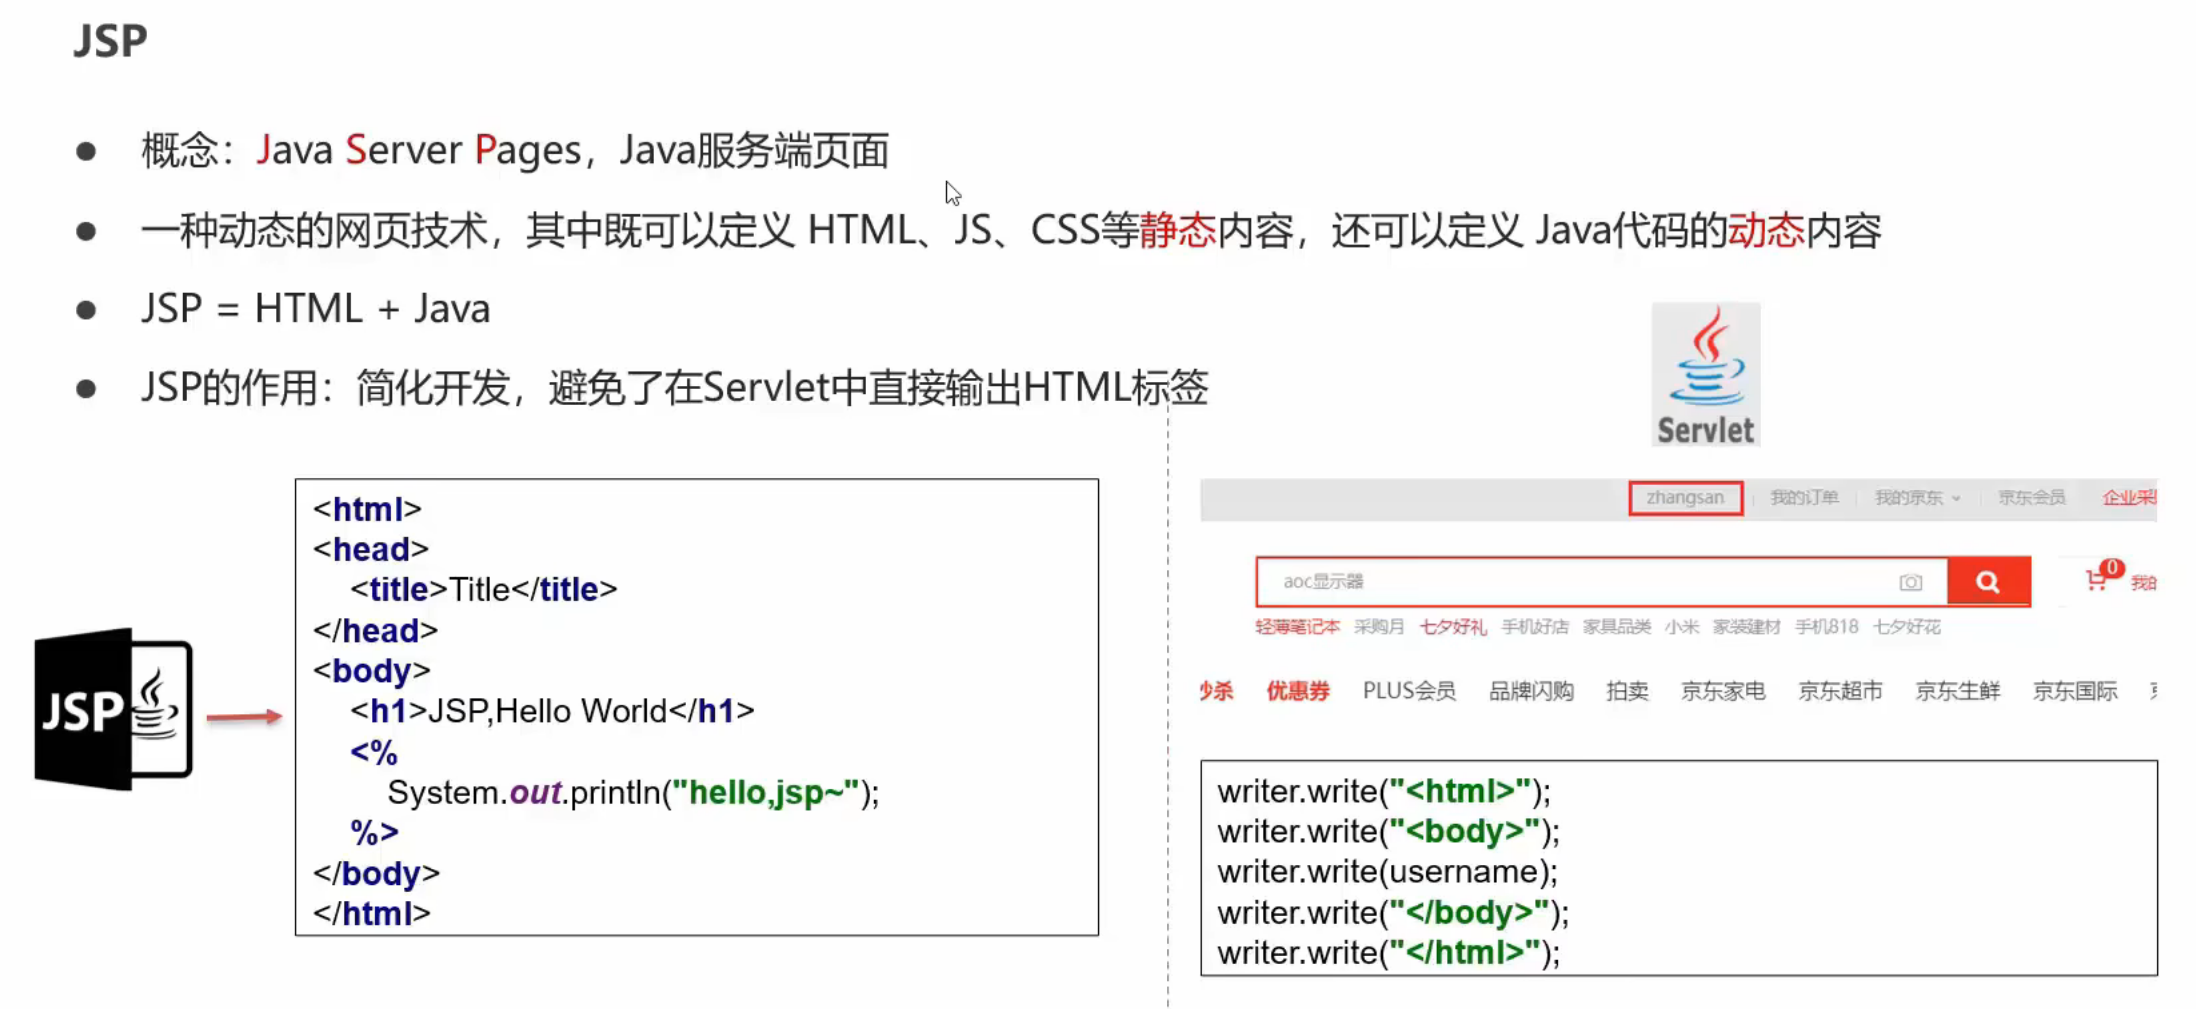 JSP
概念：Java Server Pages，Java服务端页面
一种动态的网页技术，其中既可以定义 HTML、JS、CSS等静态内容，还可以定义 Java代码的动态内容
JSP = HTML + Java
JSP的作用：简化开发，避免了在Servlet中直接输出HTML标签
JSP
<html>
<head>
<title>Title</title>
</head>
<body>
<h1>JSP,Hello World</h1>
<%
System.out.println("hello,jsp~");
%>
</body>
</html>
Servlet
zhangsan 我的订单 我的京东 京东会员 企业采
aoc显示器
0 我的
轻薄笔记本 采购月 七夕好礼 手机好店 家具品类 小米 家装建材 手机818 七夕好花
秒杀 优惠券 PLUS会员 品牌闪购 拍卖 京东家电 京东超市 京东生鲜 京东国际
writer.write("<html>");
writer.write("<body>");
writer.write(username);
writer.write("</body>");
writer.write("</html>");